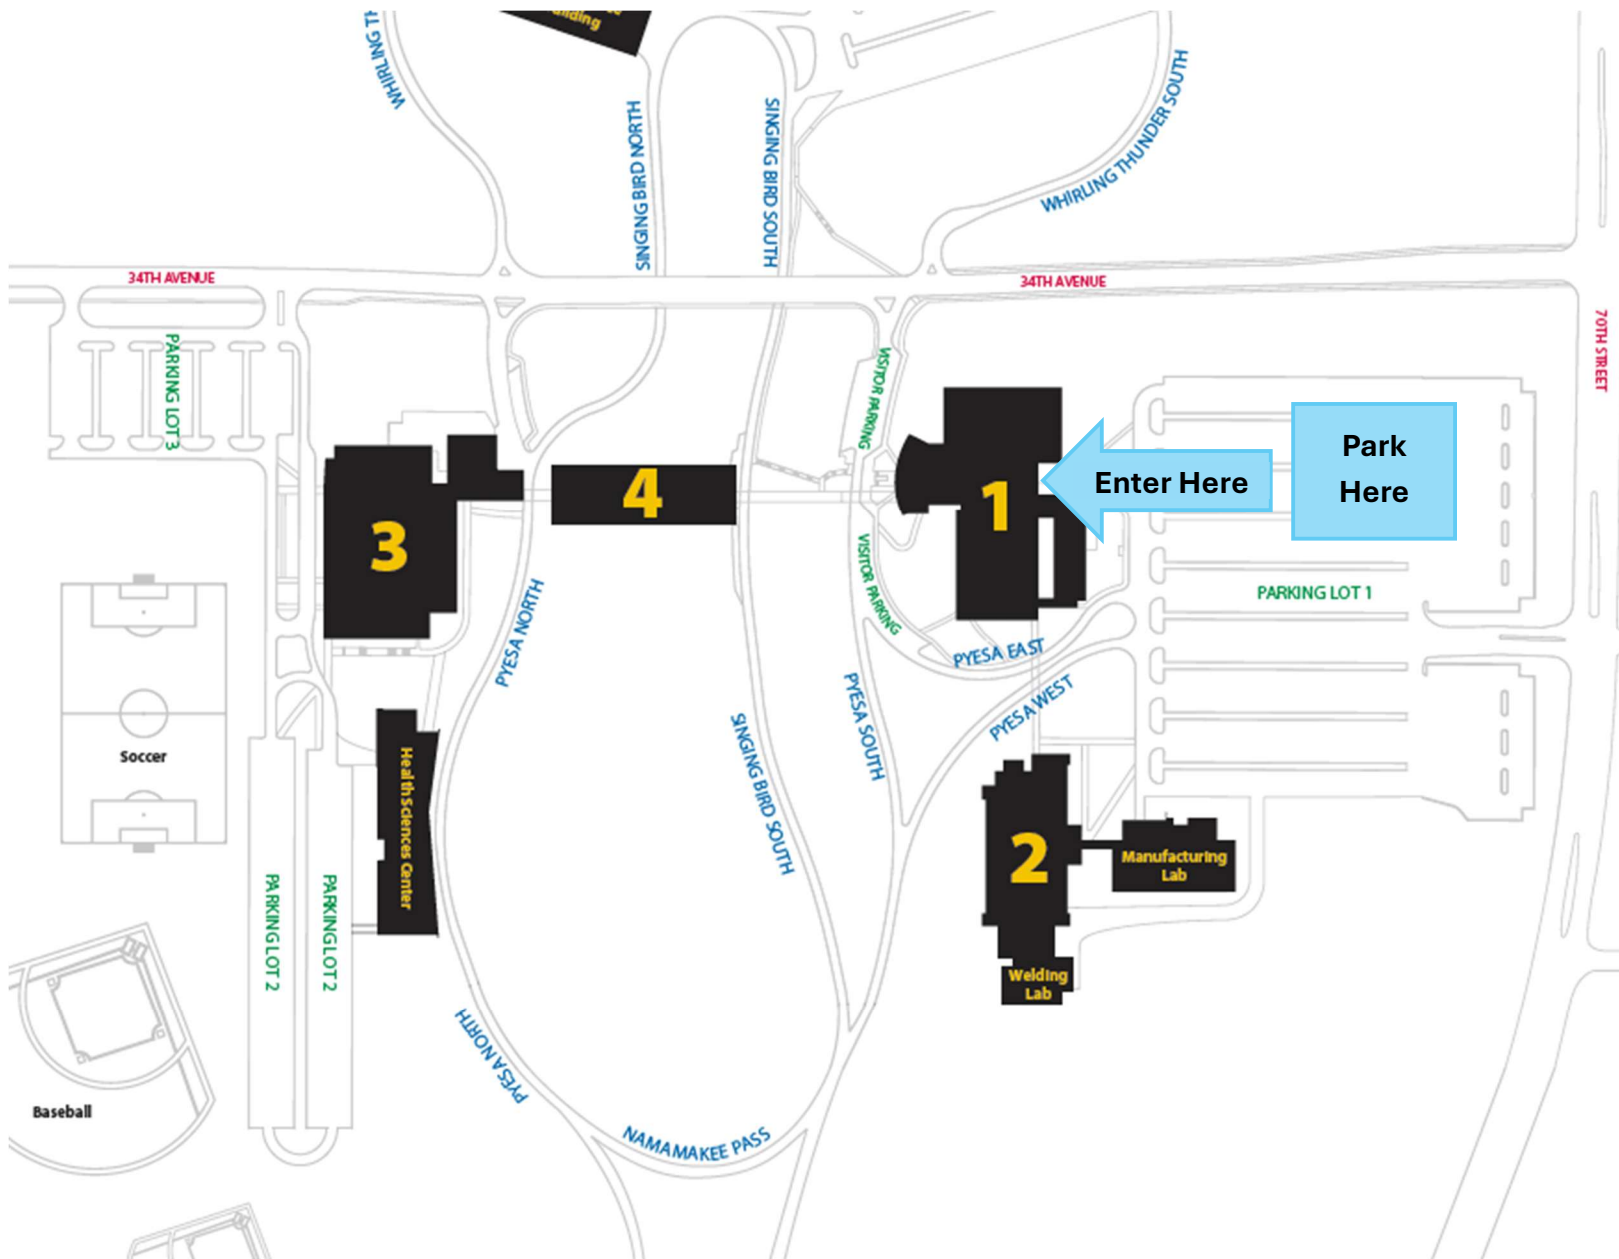 ilding
WHIRLING TH
SINGING BIRD NORTH
SINGING BIRD SOUTH
WHIRLING THUNDER SOUTH
34TH AVENUE
34TH AVENUE
70TH STREET
PARKING LOT 3
VISITOR PARKING
Park
Here
Enter Here
1
4
3
VISITOR PARKING
PARKING LOT 1
PYESA NORTH
PYESA EAST
PYESA WEST
PYESA SOUTH
SINGING BIRD SOUTH
Soccer
Health Sciences Center
2
Manufacturing
Lab
PARKING LOT 2
PARKING LOT 2
Welding
Lab
PYESA NORTH
Baseball
NAMAMAKEE PASS